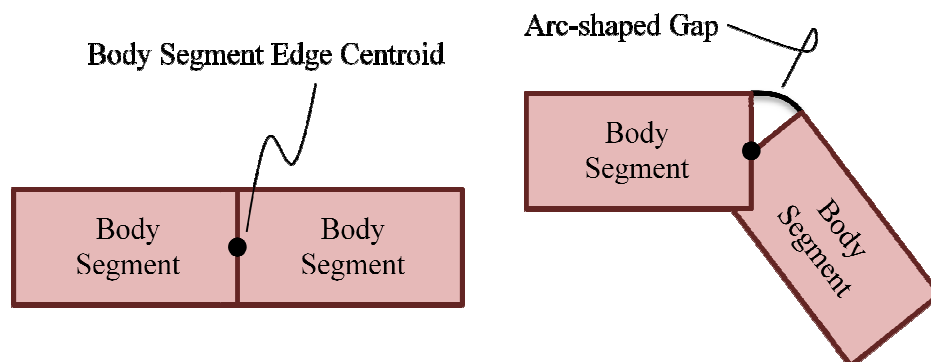 Body Segment Edge Centroid
Body
Segment
Body
Segment
Arc-shaped Gap
Body
Segment
Body
Segment